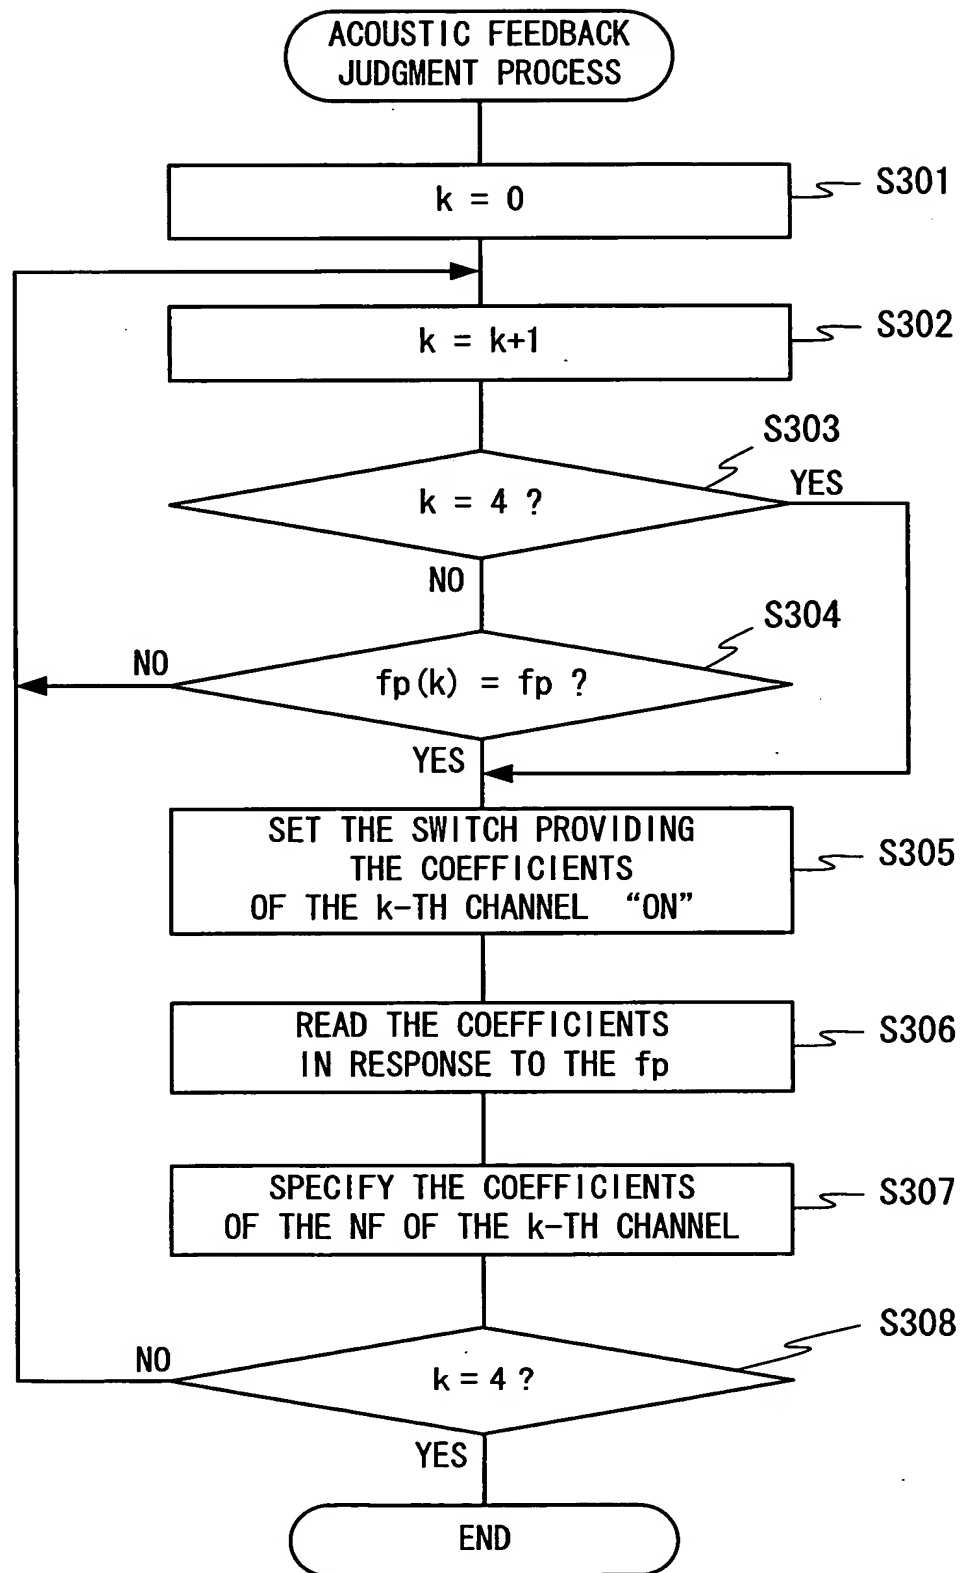 ACOUSTIC FEEDBACK
JUDGMENT PROCESS
k = 0
S301
k = k+1
S302
S303
k = 4 ?
YES
NO
S304
NO
fp(k) = fp ?
YES
SET THE SWITCH PROVIDING
THE COEFFICIENTS
OF THE k-TH CHANNEL “ON”
S305
READ THE COEFFICIENTS
IN RESPONSE TO THE fp
S306
SPECIFY THE COEFFICIENTS
OF THE NF OF THE k-TH CHANNEL
S307
S308
NO
k = 4 ?
YES
END